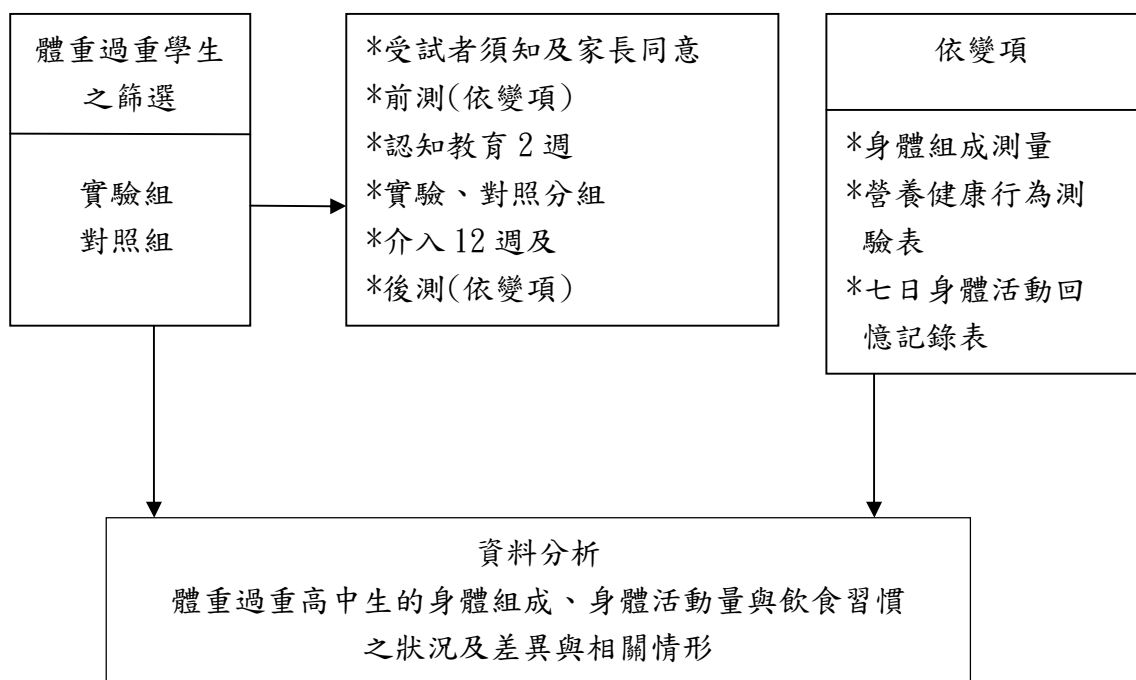 體重過重學生
之篩選
實驗組
對照組
*受試者須知及家長同意
*前測(依變項)
*認知教育 2 週
*實驗、對照分組
*介入 12 週及
*後測(依變項)
依變項
*身體組成測量
*營養健康行為測
驗表
*七日身體活動回
憶記錄表
資料分析
體重過重高中生的身體組成、身體活動量與飲食習慣
之狀況及差異與相關情形